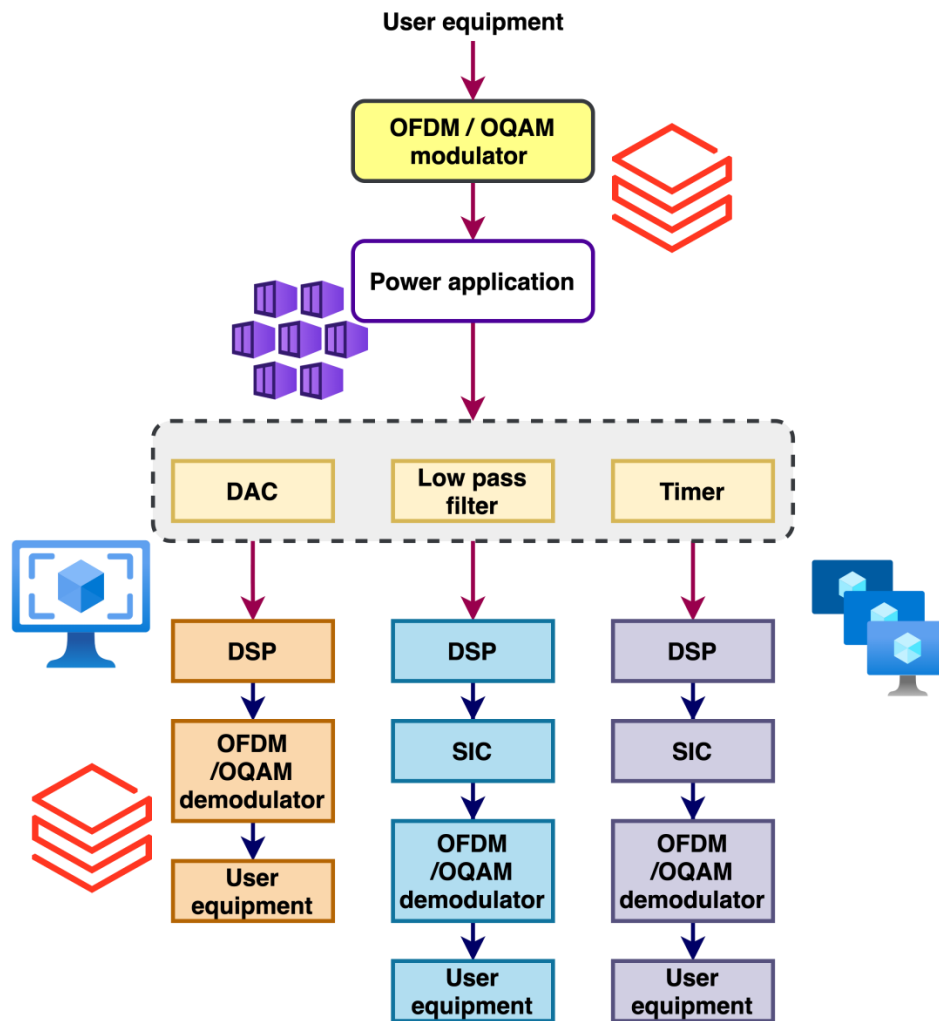 User equipment
OFDM / OQAM
modulator
Power application
DAC
Low pass
filter
Timer
DSP
DSP
DSP
OFDM
/OQAM
demodulator
SIC
SIC
User
equipment
OFDM
/OQAM
demodulator
OFDM
/OQAM
demodulator
User
equipment
User
equipment